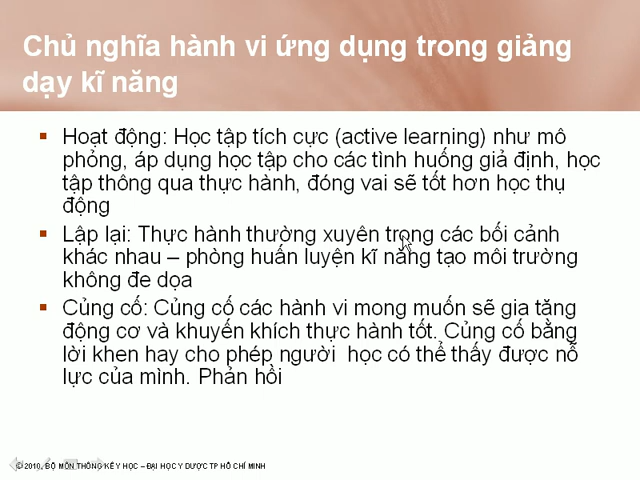 Chủ nghĩa hành vi ứng dụng trong giảng
dạy kĩ năng
Hoạt động: Học tập tích cực (active learning) như mô
phỏng, áp dụng học tập cho các tình huống giả định, học
tập thông qua thực hành, đóng vai sẽ tốt hơn học thụ
động
Lập lại: Thực hành thường xuyên trong các bối cảnh
khác nhau – phòng huấn luyện kĩ năng tạo môi trường
không đe dọa
Củng cố: Củng cố các hành vi mong muốn sẽ gia tăng
động cơ và khuyến khích thực hành tốt. Củng cố bằng
lời khen hay cho phép người học có thể thấy được nỗ
lực của mình. Phản hồi
© 2010, BỘ MÔN THỐNG KÊ Y HỌC – ĐẠI HỌC Y DƯỢC TP HỒ CHÍ MINH